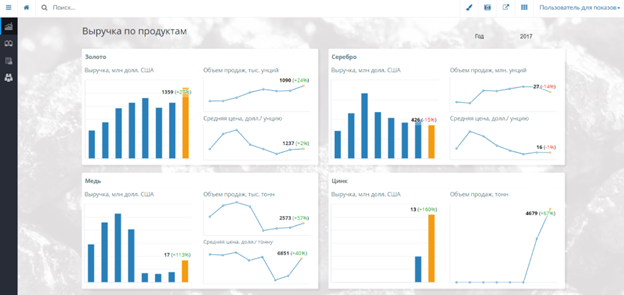 Поиск...
Пользователь для показов
Выручка по продуктам
Год 2017
Золото
Выручка, млн долл. США
1359 (+2%)
Объем продаж, тыс. унций
1090 (+24%)
Средняя цена, долл./ унцию
1237 (+2%)
Серебро
Выручка, млн долл. США
426 (-15%)
Объем продаж, млн. унций
27 (-14%)
Средняя цена, долл./ унцию
16 (-1%)
Медь
Выручка, млн долл. США
17 (+113%)
Объем продаж, тыс. тонн
2573 (+57%)
Средняя цена, долл./ тонну
6851 (+40%)
Цинк
Выручка, млн долл. США
13 (+160%)
Объем продаж, тонн
4679